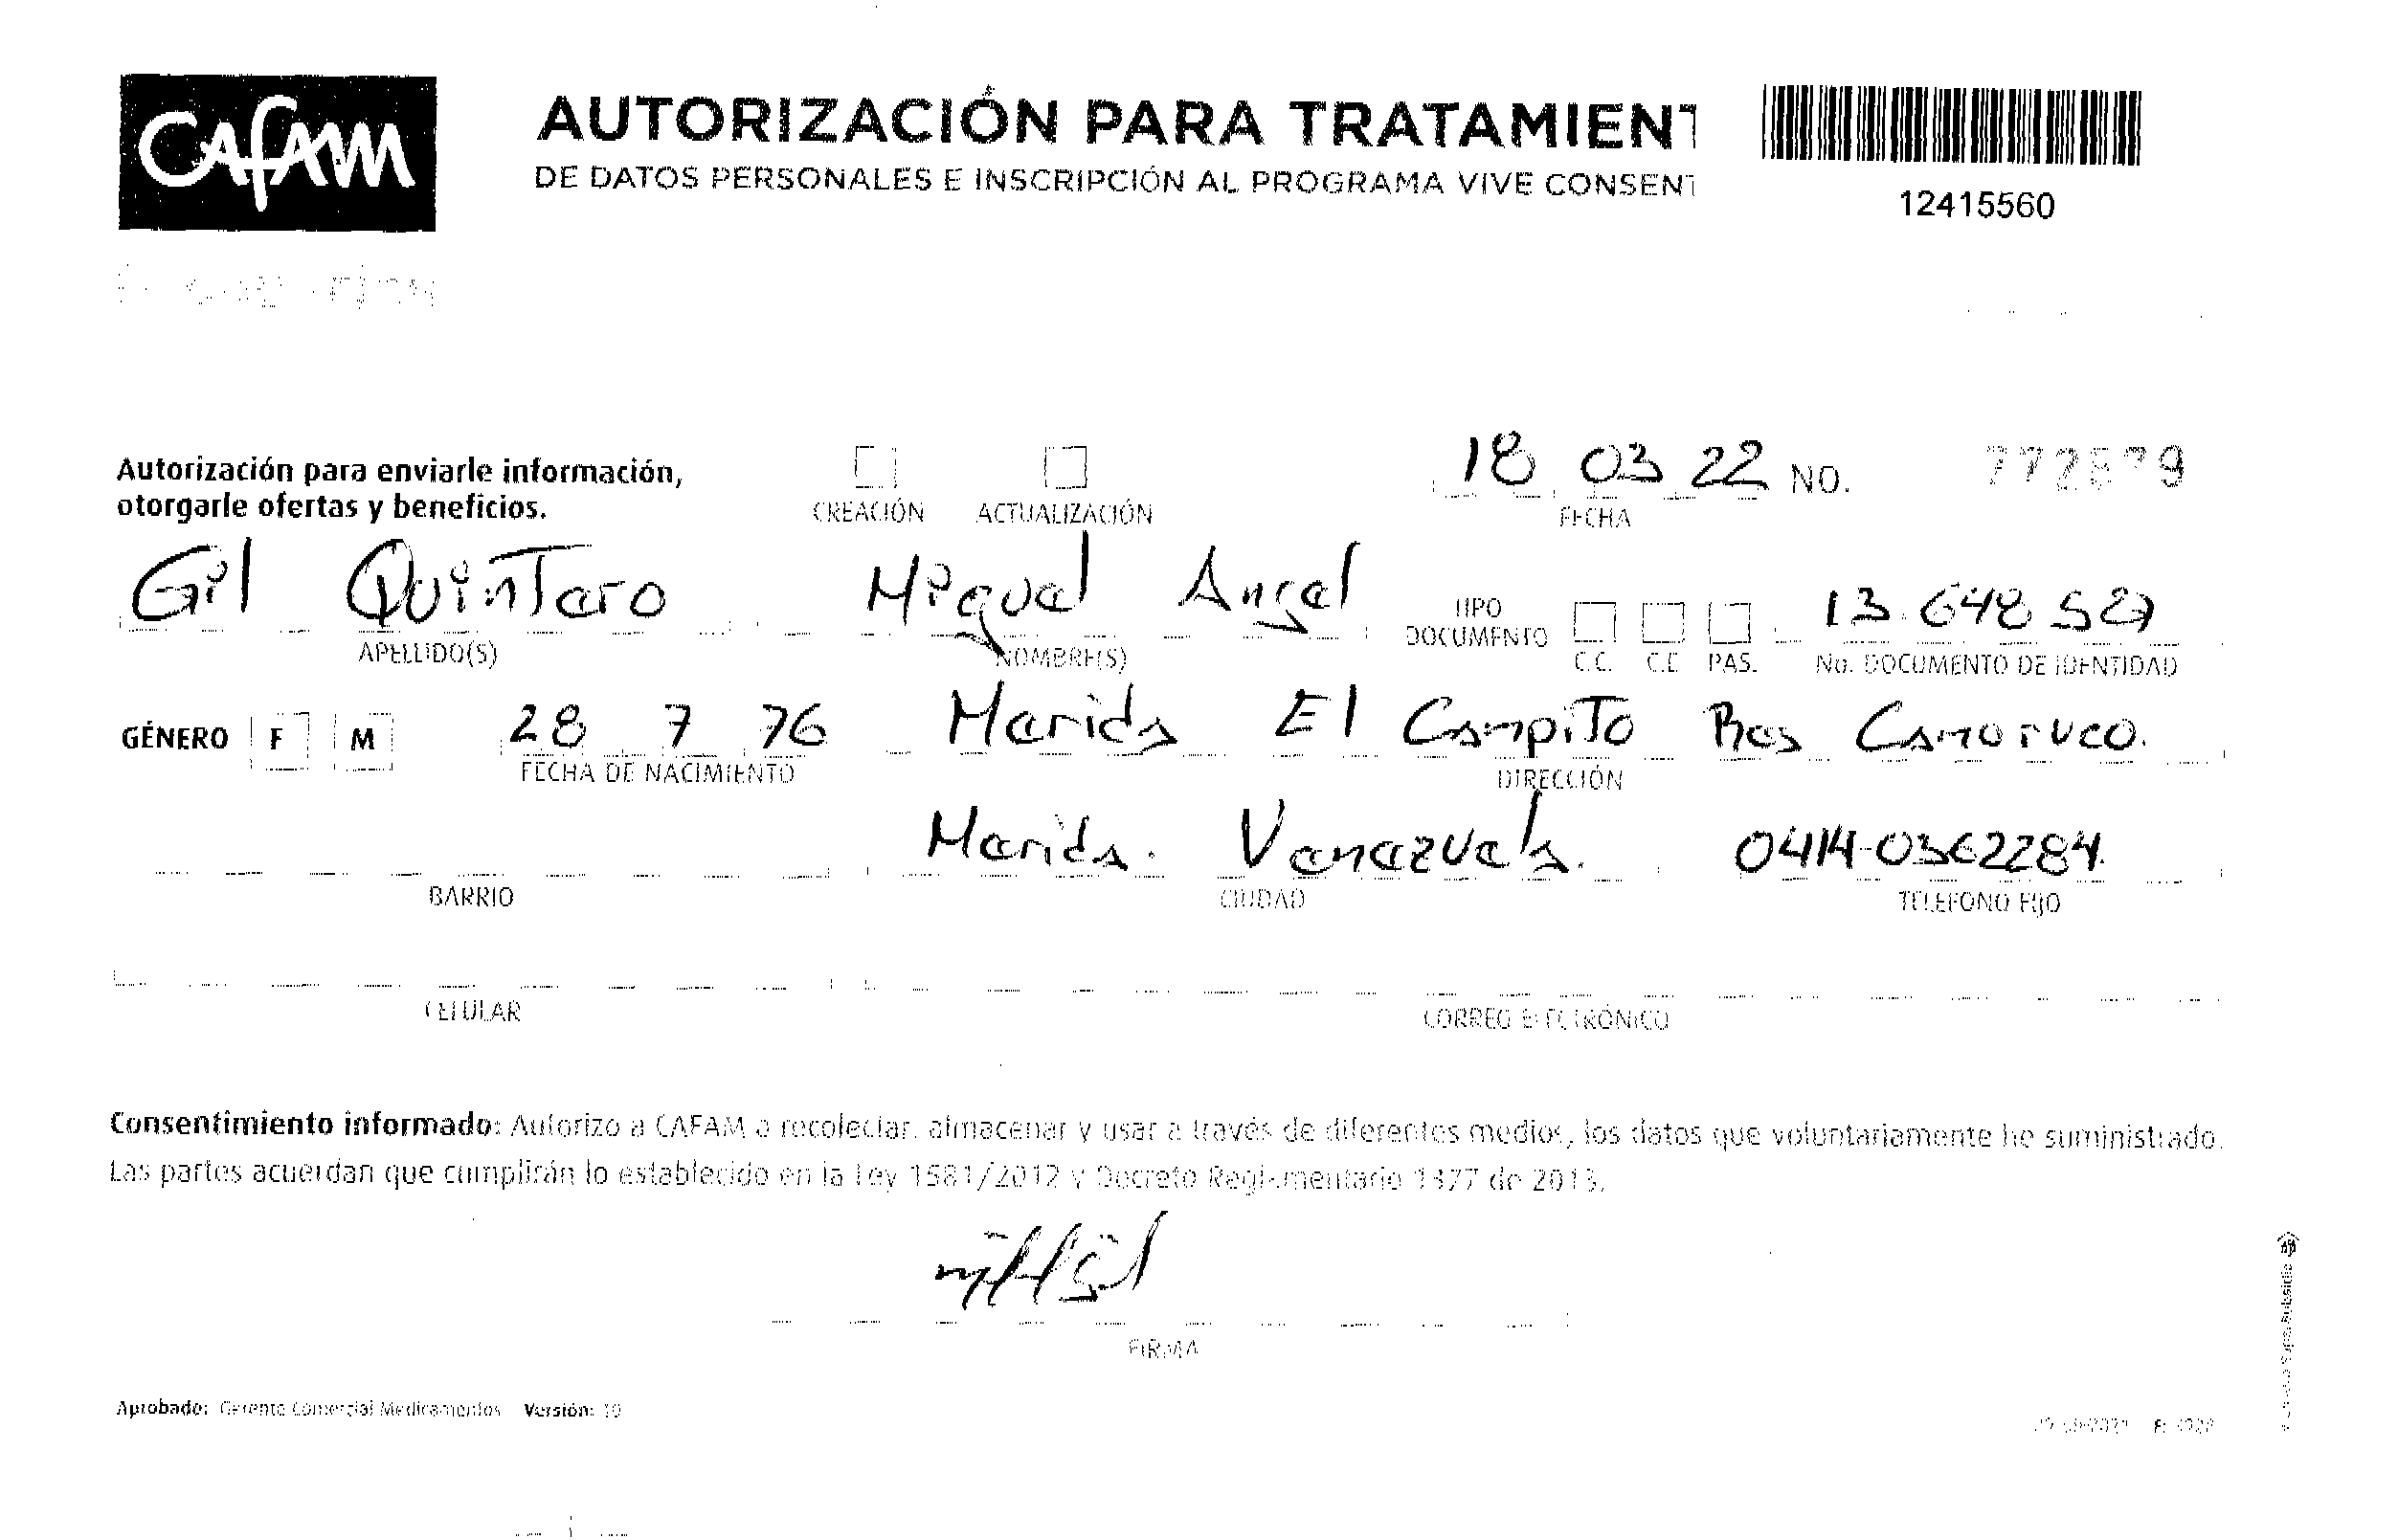 Cafam
AUTORIZACIÓN PARA TRATAMIENT
DE DATOS PERSONALES E INSCRIPCIÓN AL PROGRAMA VIVE CONSENT
12415560
Autorización para enviarle información,
otorgarle ofertas y beneficios.
CREACIÓN ACTUALIZACIÓN
18 03 22 NO.
FECHA
Gil Quintero Miguel Angel
APELLIDO(S) NOMBRE(S)
TIPO DOCUMENTO C.C. C.E PAS.
13.648527
No. DOCUMENTO DE IDENTIDAD
GÉNERO F M 28 7 76 Merida El Campito Res Camoruco.
FECHA DE NACIMIENTO DIRECCIÓN
Merida. Venezuela. 0414-0362284.
BARRIO CIUDAD TELEFONO FIJO
CELULAR CORREO ELECTRÓNICO
Consentimiento informado: Autorizo a CAFAM a recolectar, almacenar y usar a través de diferentes medios, los datos que voluntariamente he suministrado.
Las partes acuerdan que cumplirán lo establecido en la Ley 1581/2012 y Decreto Reglamentario 1377 de 2013.
FIRMA
Aprobado: Gerente Comercial Medicamentos Versión: 10